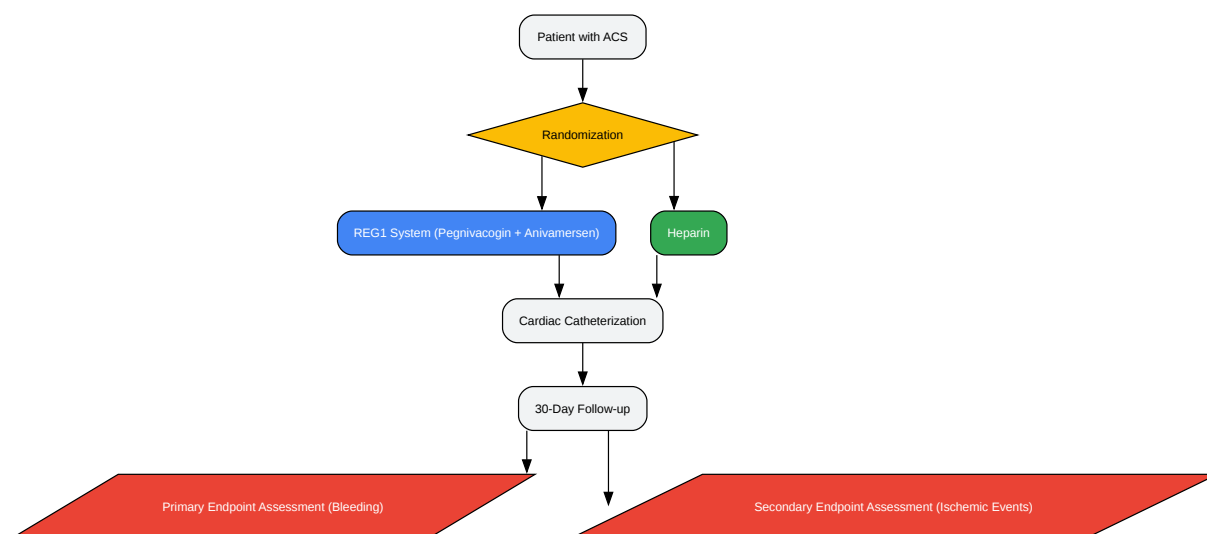 Patient with ACS
Randomization
REG1 System (Pegnivacogin + Anivamersen)
Heparin
Cardiac Catheterization
30-Day Follow-up
Primary Endpoint Assessment (Bleeding)
Secondary Endpoint Assessment (Ischemic Events)